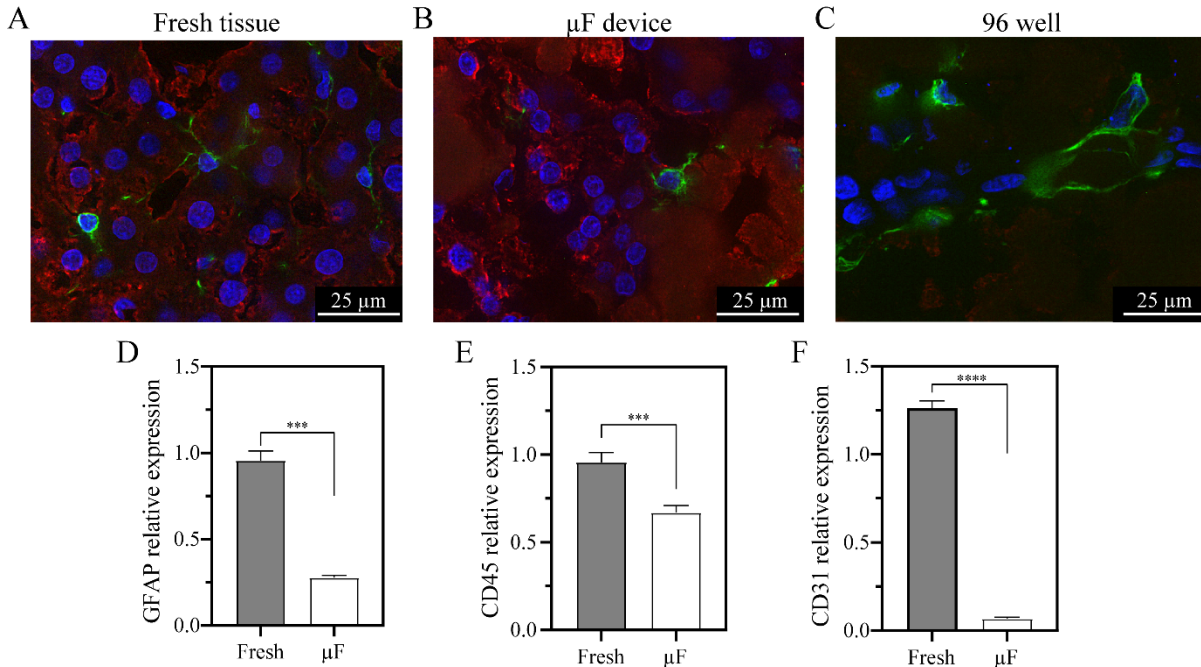 A
Fresh tissue
B
µF device
C
96 well
25 µm
25 µm
25 µm
D
GFAP relative expression
1.5
1.0
0.5
0.0
***
Fresh
µF
E
CD45 relative expression
1.5
1.0
0.5
0.0
***
Fresh
µF
F
CD31 relative expression
1.5
1.0
0.5
0.0
****
Fresh
µF